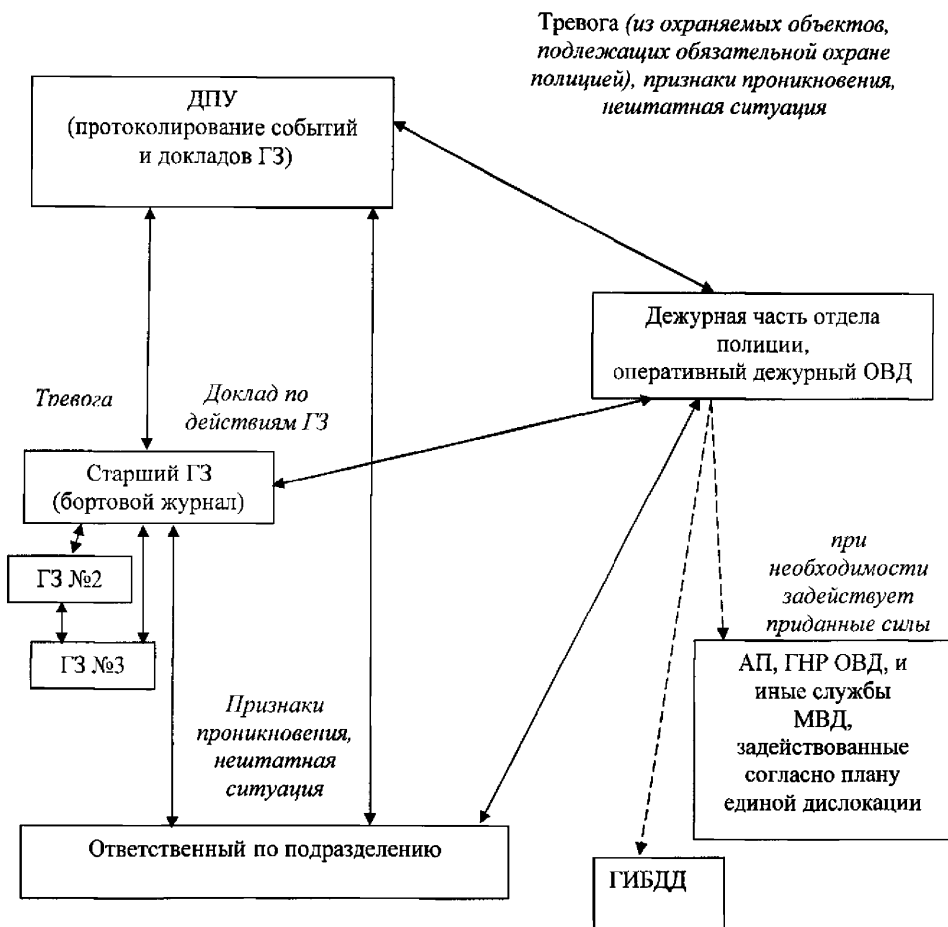 Тревога (из охраняемых объектов,
подлежащих обязательной охране
полицией), признаки проникновения,
нештатная ситуация
ДПУ
(протоколирование событий
и докладов ГЗ)
Дежурная часть отдела
полиции,
оперативный дежурный ОВД
Тревога
Доклад по
действиям ГЗ
Старший ГЗ
(бортовой журнал)
ГЗ №2
ГЗ №3
при
необходимости
задействует
приданные силы
АП, ГНР ОВД, и
иные службы
МВД,
задействованные
согласно плану
единой дислокации
Признаки
проникновения,
нештатная
ситуация
Ответственный по подразделению
ГИБДД